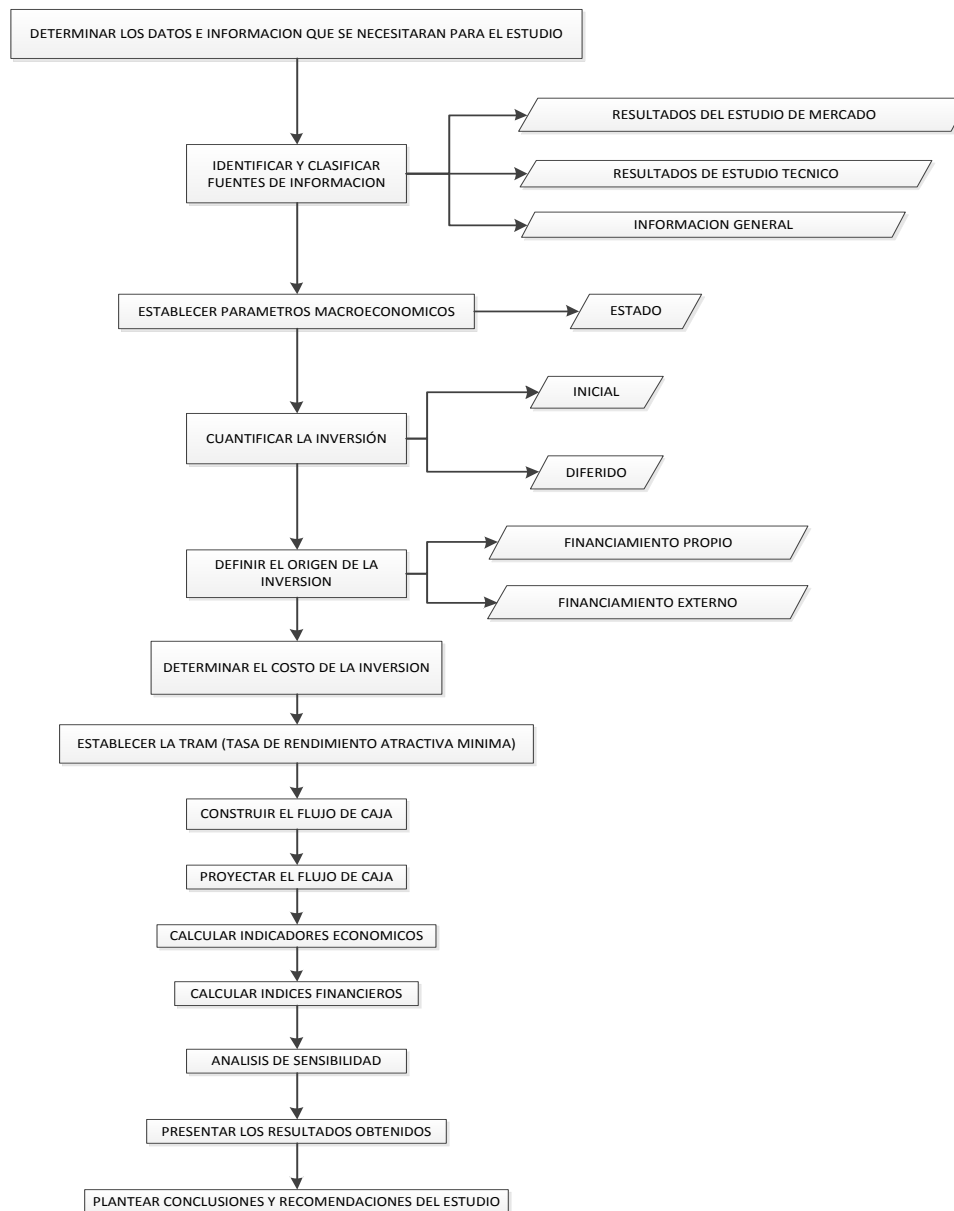 DETERMINAR LOS DATOS E INFORMACION QUE SE NECESITARAN PARA EL ESTUDIO
IDENTIFICAR Y CLASIFICAR
FUENTES DE INFORMACION
RESULTADOS DEL ESTUDIO DE MERCADO
RESULTADOS DE ESTUDIO TECNICO
INFORMACION GENERAL
ESTABLECER PARAMETROS MACROECONOMICOS
ESTADO
CUANTIFICAR LA INVERSIÓN
INICIAL
DIFERIDO
DEFINIR EL ORIGEN DE LA
INVERSION
FINANCIAMIENTO PROPIO
FINANCIAMIENTO EXTERNO
DETERMINAR EL COSTO DE LA INVERSION
ESTABLECER LA TRAM (TASA DE RENDIMIENTO ATRACTIVA MINIMA)
CONSTRUIR EL FLUJO DE CAJA
PROYECTAR EL FLUJO DE CAJA
CALCULAR INDICADORES ECONOMICOS
CALCULAR INDICES FINANCIEROS
ANALISIS DE SENSIBILIDAD
PRESENTAR LOS RESULTADOS OBTENIDOS
PLANTEAR CONCLUSIONES Y RECOMENDACIONES DEL ESTUDIO